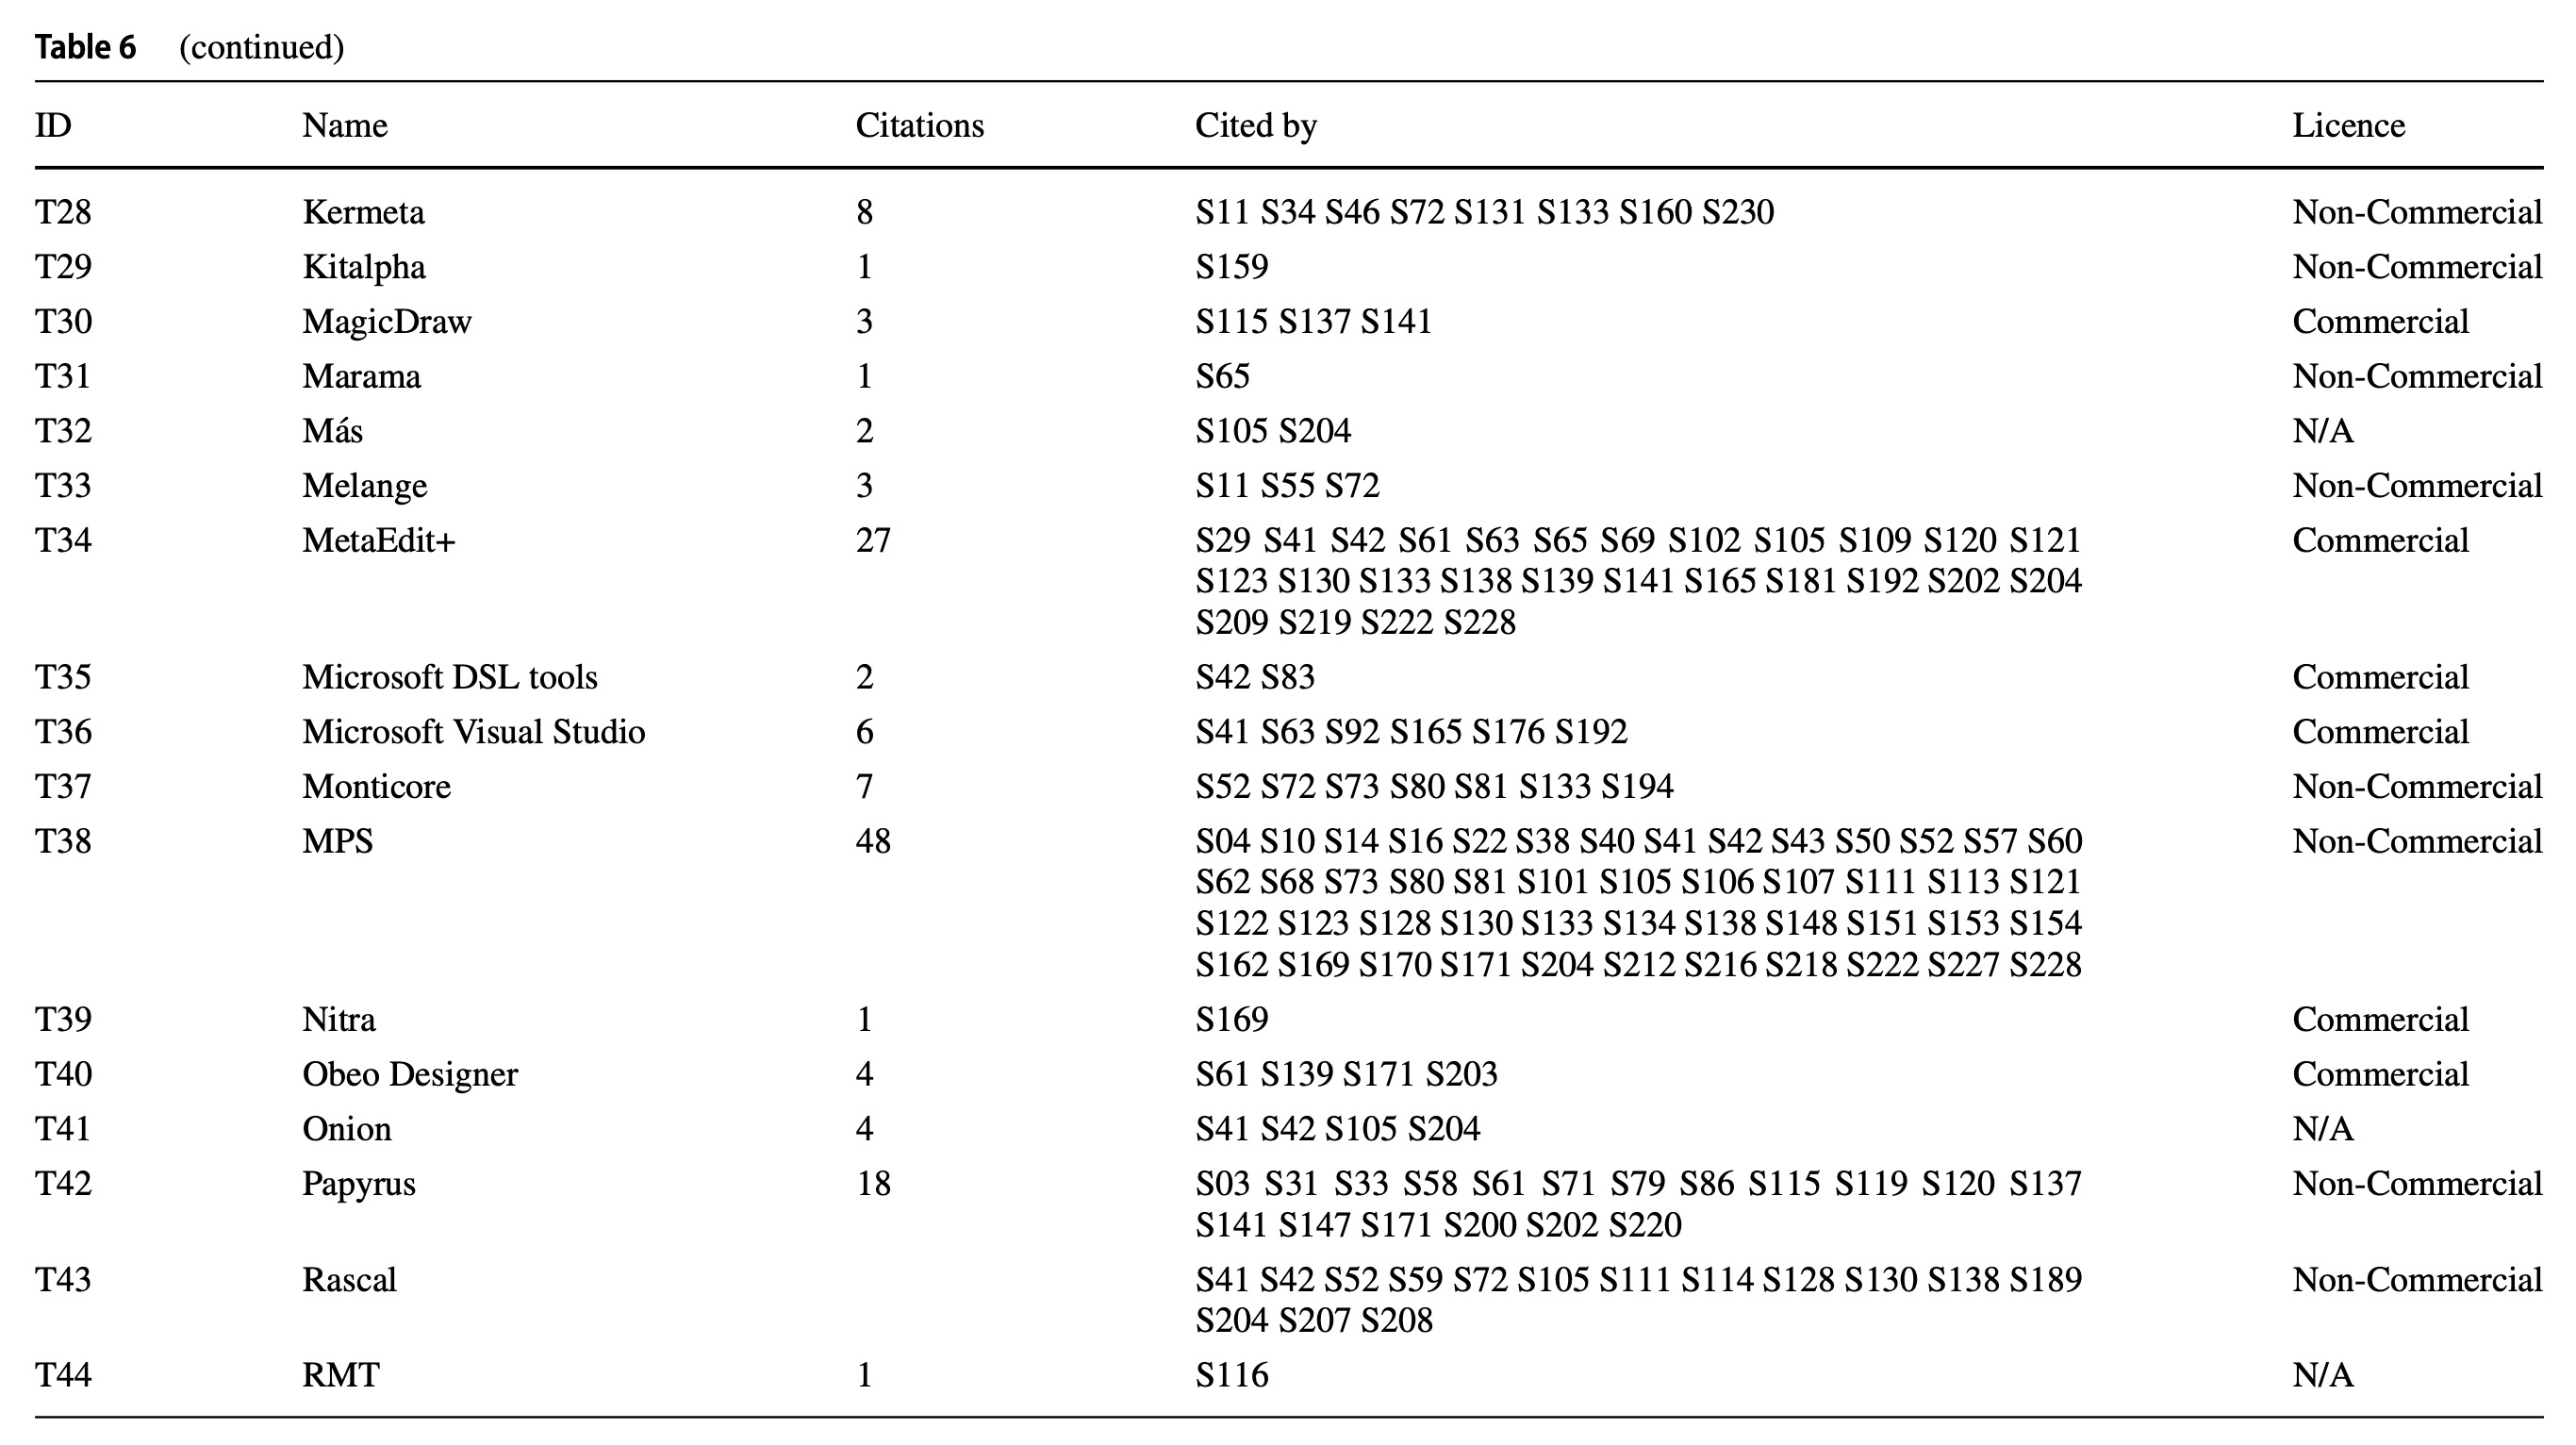 Table 6 (continued)
ID Name Citations Cited by Licence
T28 Kermeta 8 S11 S34 S46 S72 S131 S133 S160 S230 Non-Commercial
T29 Kitalpha 1 S159 Non-Commercial
T30 MagicDraw 3 S115 S137 S141 Commercial
T31 Marama 1 S65 Non-Commercial
T32 Más 2 S105 S204 N/A
T33 Melange 3 S11 S55 S72 Non-Commercial
T34 MetaEdit+ 27 S29 S41 S42 S61 S63 S65 S69 S102 S105 S109 S120 S121 Commercial
S123 S130 S133 S138 S139 S141 S165 S181 S192 S202 S204
S209 S219 S222 S228
T35 Microsoft DSL tools 2 S42 S83 Commercial
T36 Microsoft Visual Studio 6 S41 S63 S92 S165 S176 S192 Commercial
T37 Monticore 7 S52 S72 S73 S80 S81 S133 S194 Non-Commercial
T38 MPS 48 S04 S10 S14 S16 S22 S38 S40 S41 S42 S43 S50 S52 S57 S60 Non-Commercial
S62 S68 S73 S80 S81 S101 S105 S106 S107 S111 S113 S121
S122 S123 S128 S130 S133 S134 S138 S148 S151 S153 S154
S162 S169 S170 S171 S204 S212 S216 S218 S222 S227 S228
T39 Nitra 1 S169 Commercial
T40 Obeo Designer 4 S61 S139 S171 S203 Commercial
T41 Onion 4 S41 S42 S105 S204 N/A
T42 Papyrus 18 S03 S31 S33 S58 S61 S71 S79 S86 S115 S119 S120 S137 Non-Commercial
S141 S147 S171 S200 S202 S220
T43 Rascal S41 S42 S52 S59 S72 S105 S111 S114 S128 S130 S138 S189 Non-Commercial
S204 S207 S208
T44 RMT 1 S116 N/A